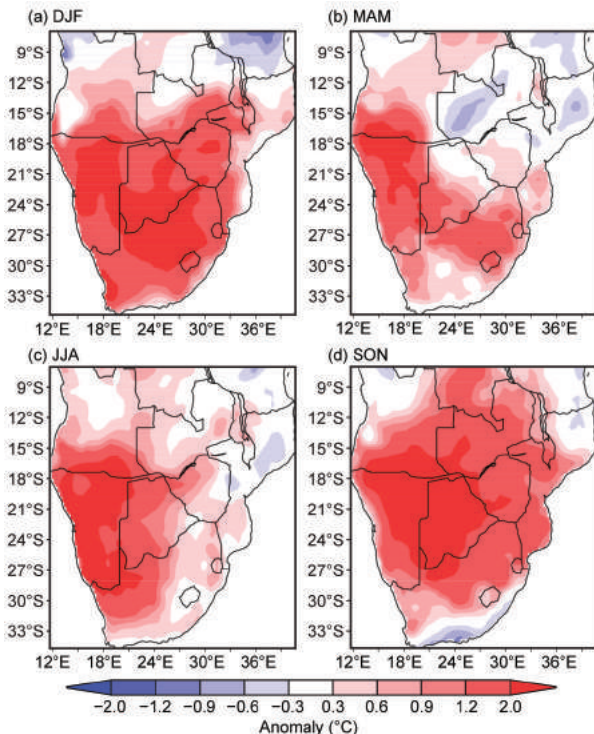 (a) DJF
(b) MAM
9°S
12°S
15°S
18°S
21°S
24°S
27°S
30°S
33°S
9°S
12°S
15°S
18°S
21°S
24°S
27°S
30°S
33°S
12°E 18°E 24°E 30°E 36°E
12°E 18°E 24°E 30°E 36°E
(c) JJA
(d) SON
9°S
12°S
15°S
18°S
21°S
24°S
27°S
30°S
33°S
9°S
12°S
15°S
18°S
21°S
24°S
27°S
30°S
33°S
12°E 18°E 24°E 30°E 36°E
12°E 18°E 24°E 30°E 36°E
−2.0 −1.2 −0.9 −0.6 −0.3 0.3 0.6 0.9 1.2 2.0
Anomaly (°C)